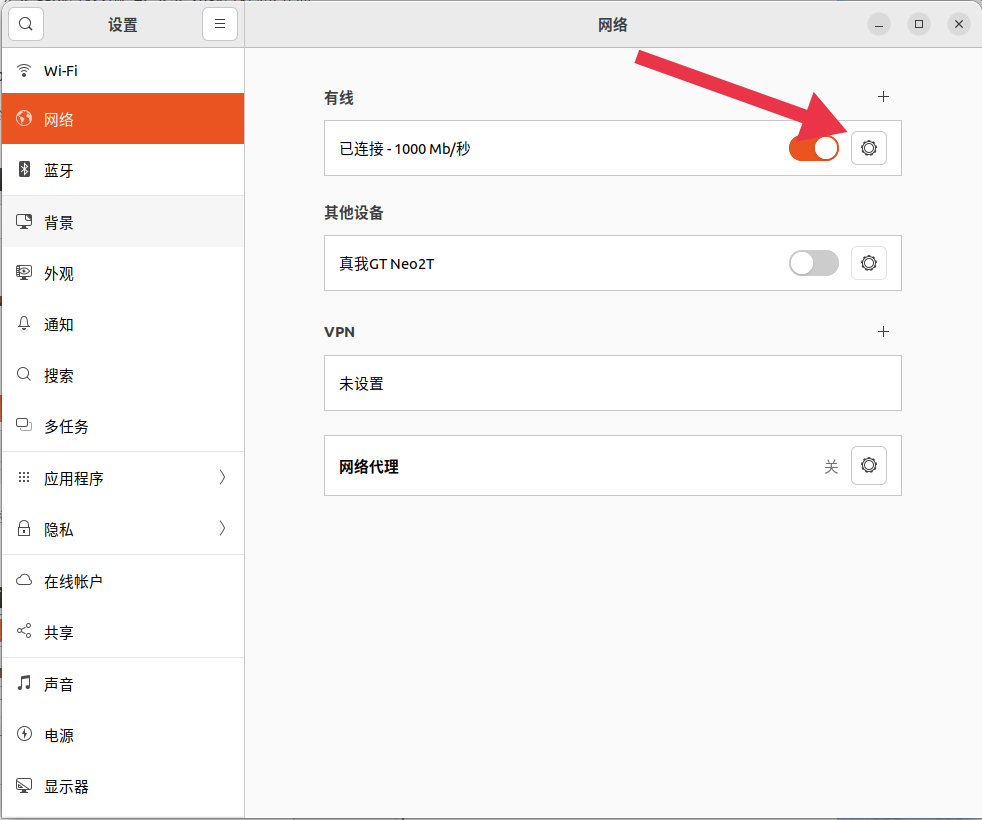 设置
网络
Wi-Fi
网络
蓝牙
背景
外观
通知
搜索
多任务
应用程序
隐私
在线帐户
共享
声音
电源
显示器
有线
已连接 - 1000 Mb/秒
其他设备
真我GT Neo2T
VPN
未设置
网络代理 关